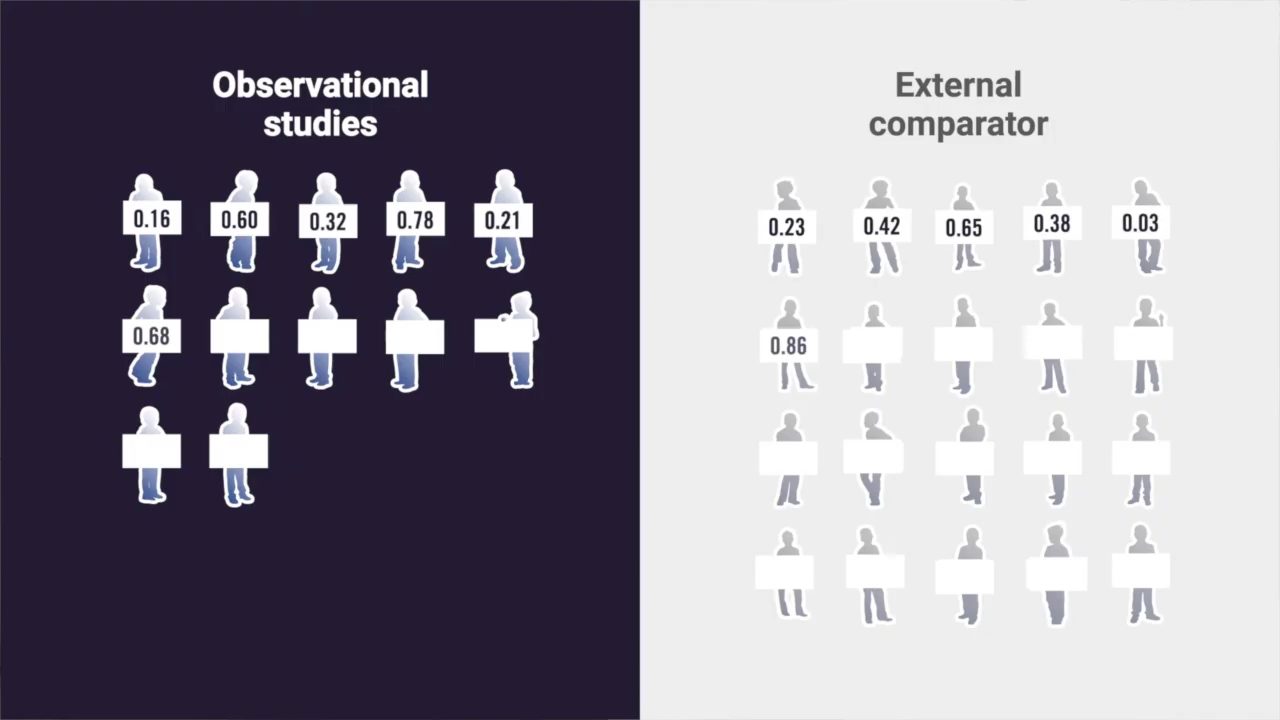 Observational
studies
0.16 0.60 0.32 0.78 0.21
0.68
External
comparator
0.23 0.42 0.65 0.38 0.03
0.86